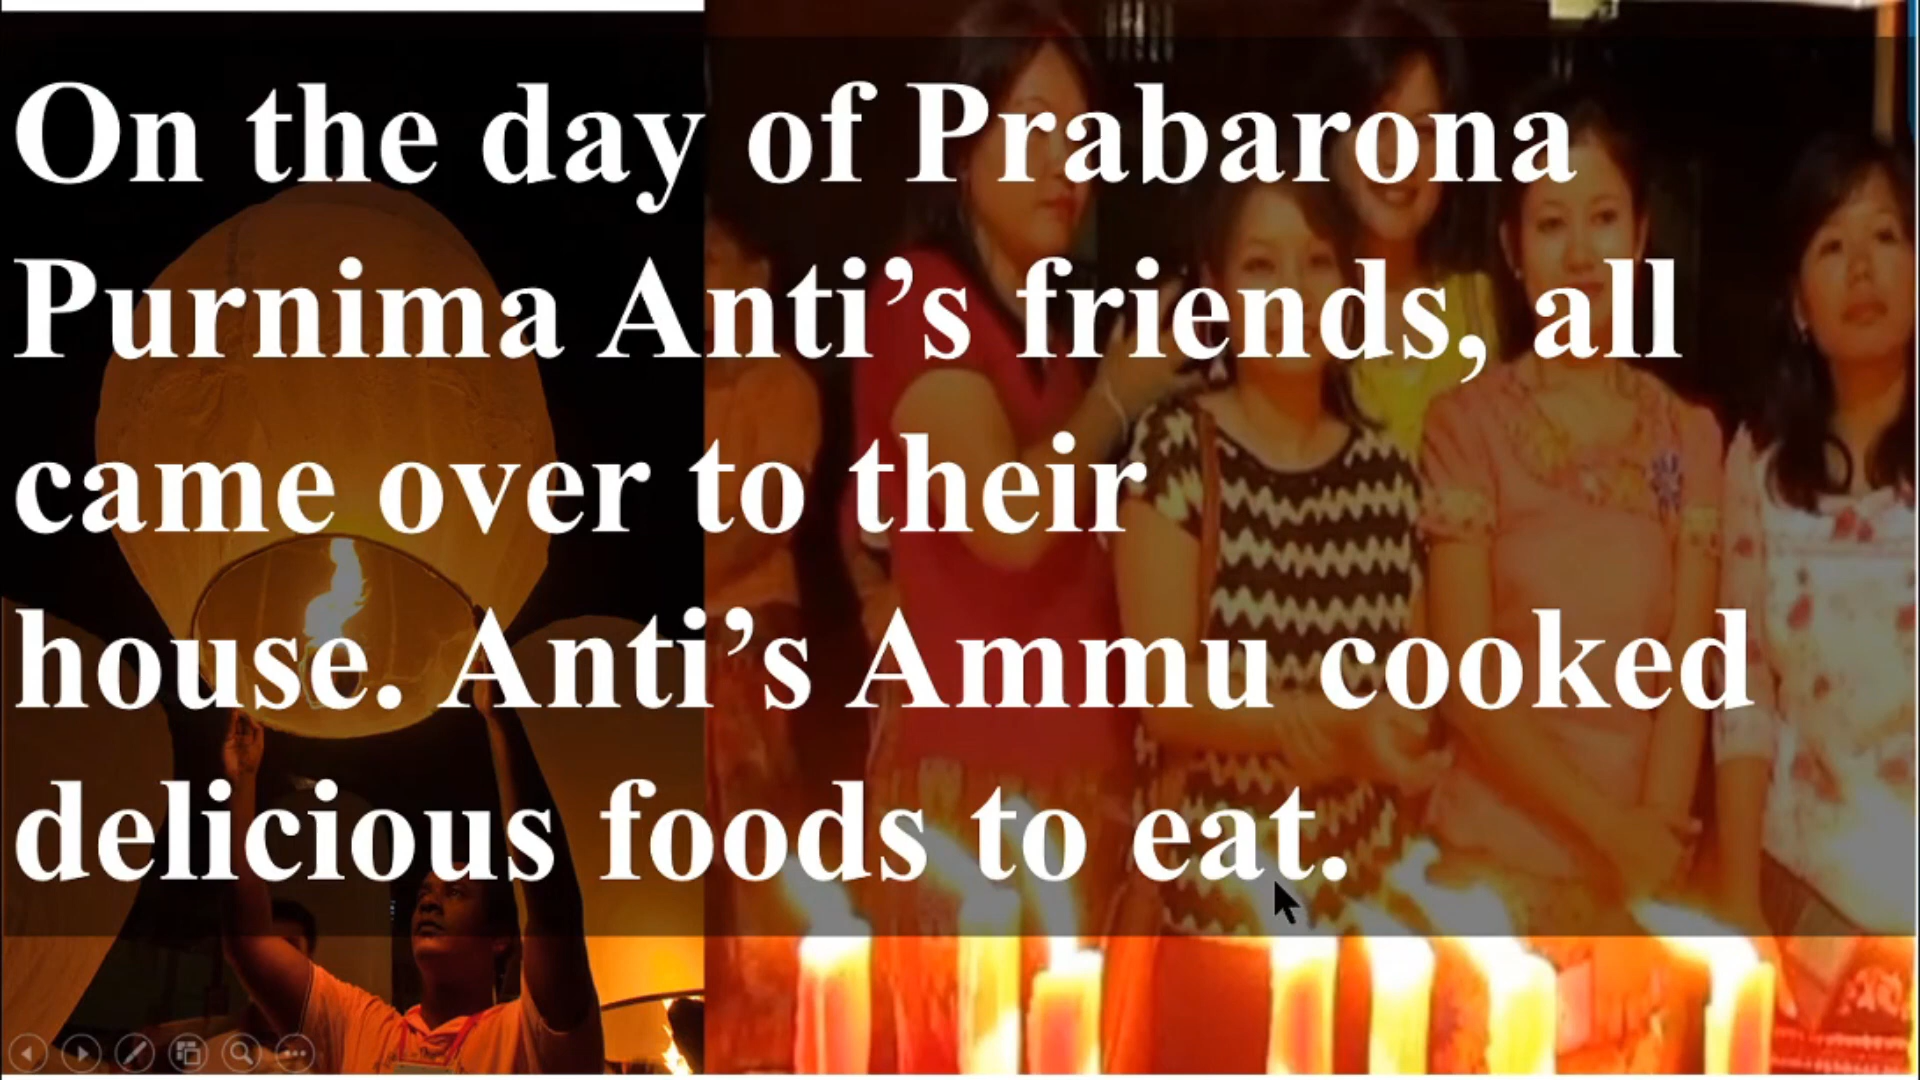 On the day of Prabarona
Purnima Anti’s friends, all
came over to their
house. Anti’s Ammu cooked
delicious foods to eat.